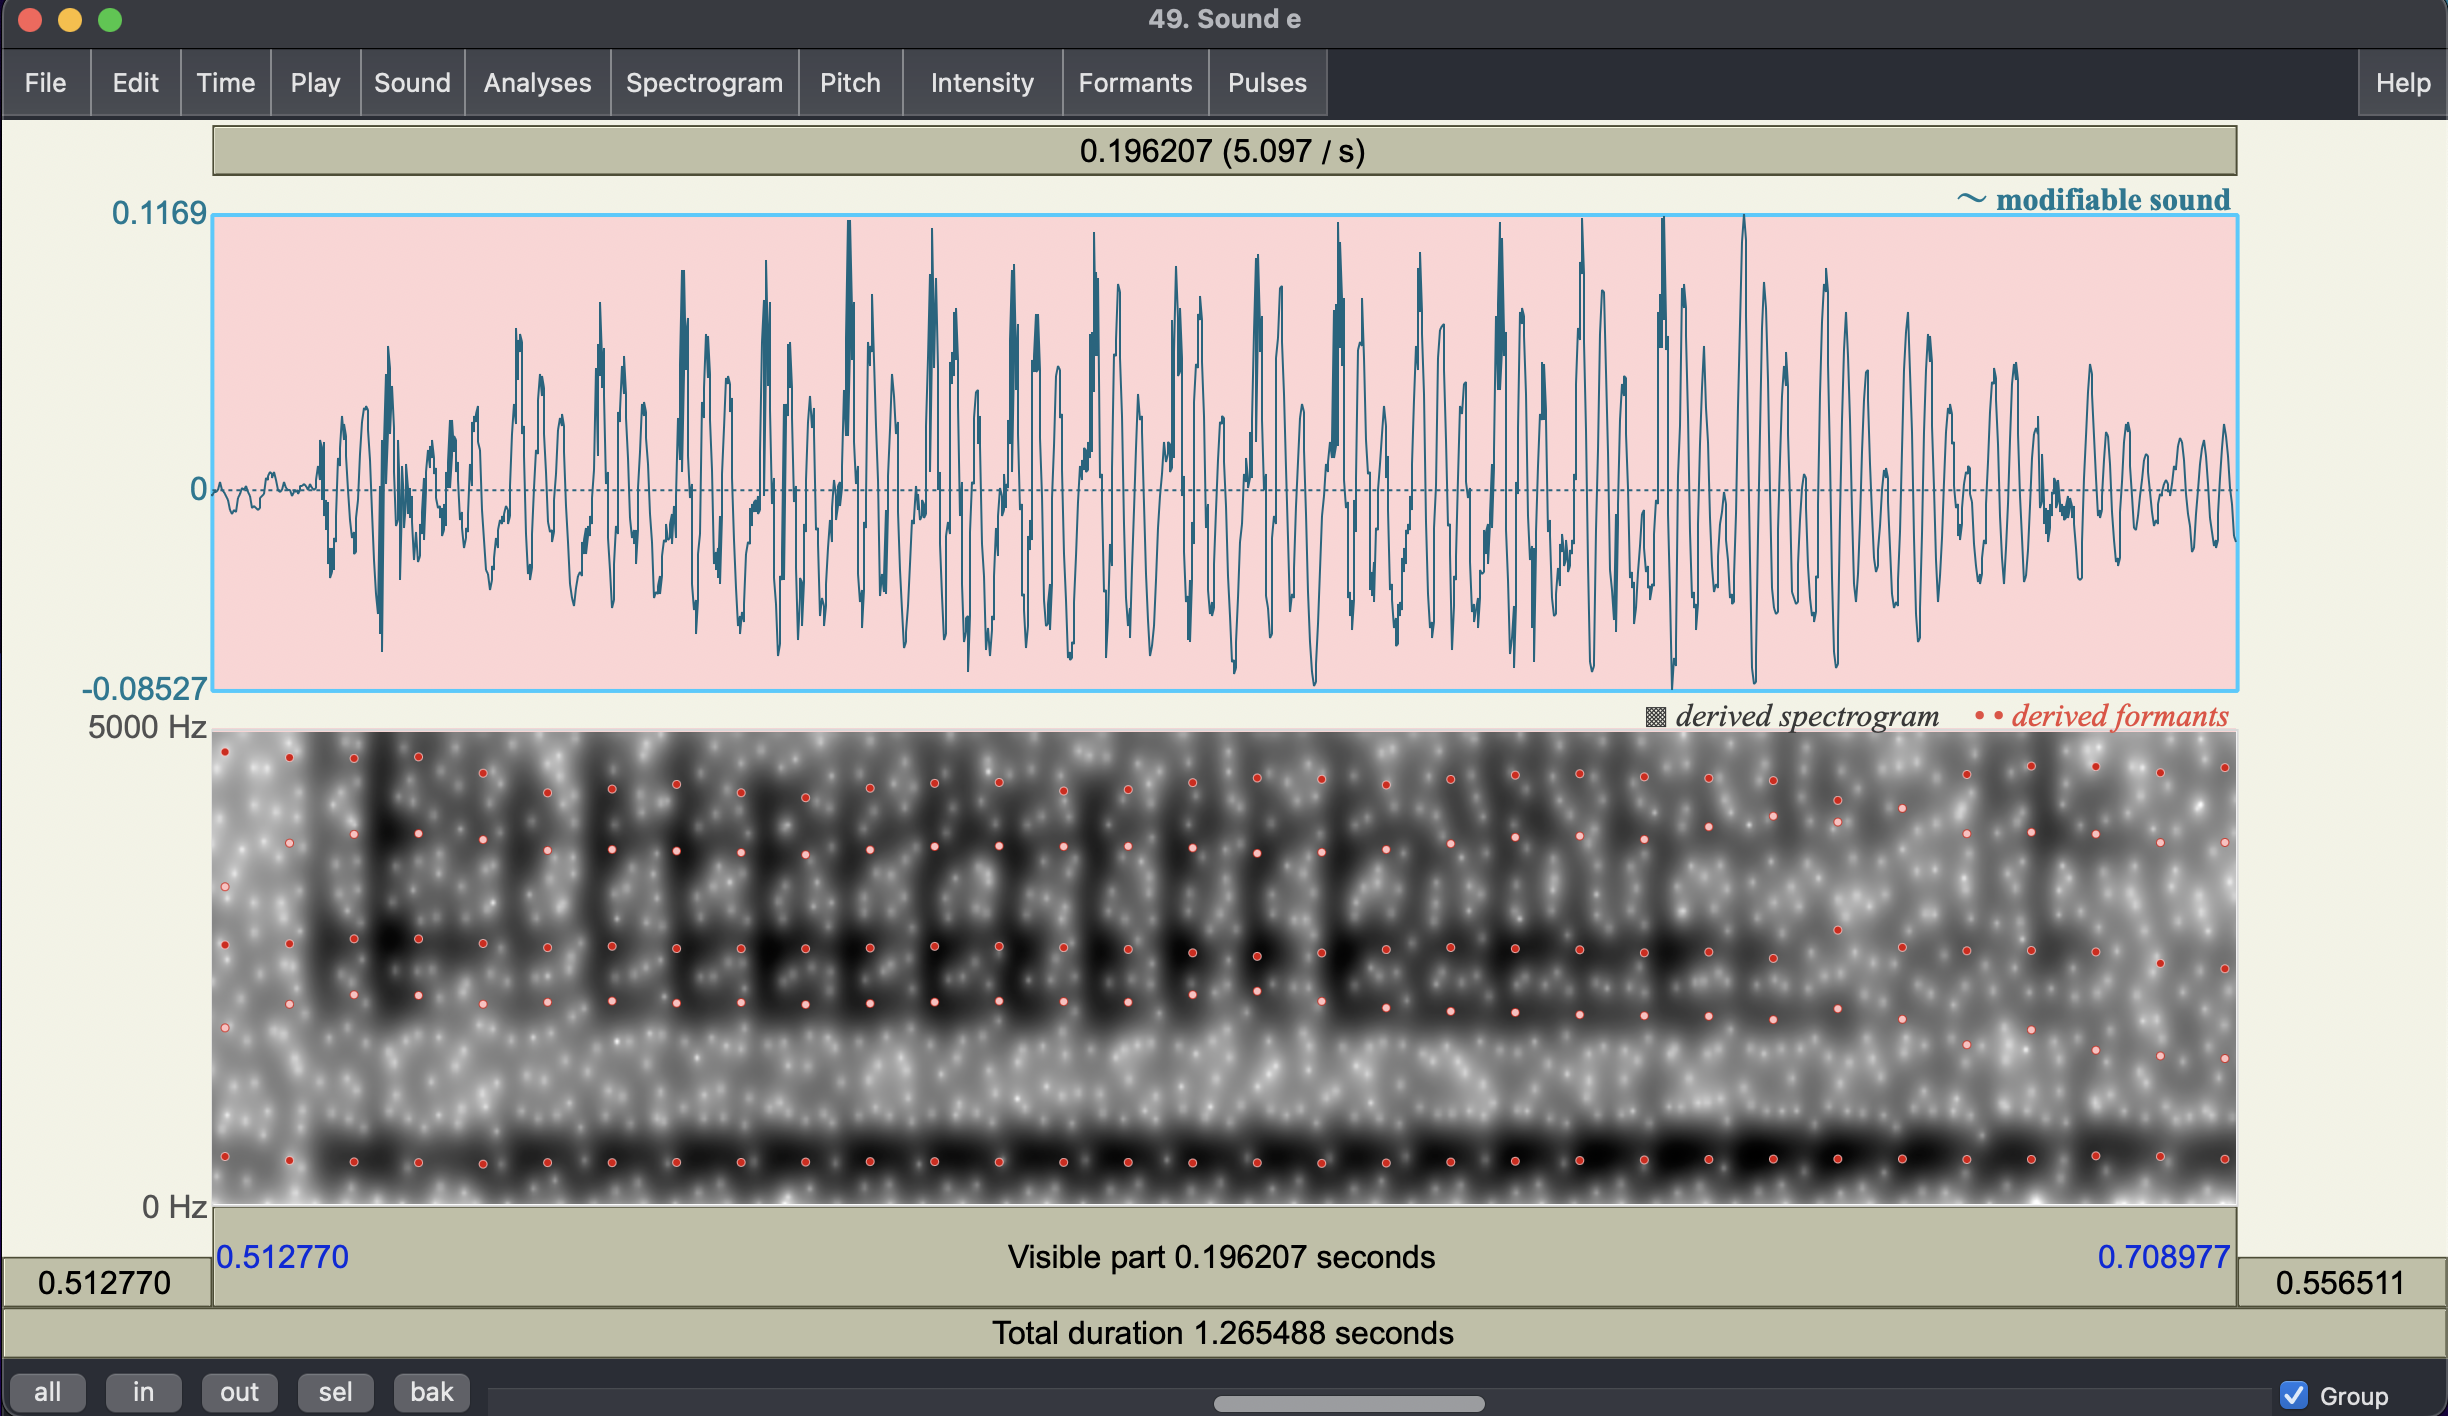 49. Sound e
File Edit Time Play Sound Analyses Spectrogram Pitch Intensity Formants Pulses Help
0.196207 (5.097 / s)
~ modifiable sound
0.1169
0
-0.08527
5000 Hz
derived spectrogram •• derived formants
0 Hz
0.512770 Visible part 0.196207 seconds 0.708977
0.512770 0.556511
Total duration 1.265488 seconds
all in out sel bak Group